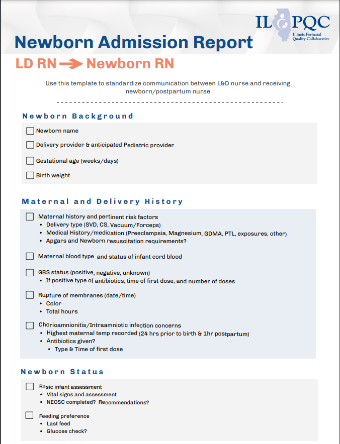 ILPQC
Illinois Perinatal
Quality Collaborative
Newborn Admission Report
LD RN Newborn RN
Use this template to standardize communication between L&D nurse and receiving
newborn/postpartum nurse
Newborn Background
Newborn name
Delivery provider & anticipated Pediatric provider
Gestational age (weeks/days)
Birth weight
Maternal and Delivery History
Maternal history and pertinent risk factors
• Delivery type (SVD, CS, Vacuum/Forceps)
• Medical History/medication (Preeclampsia, Magnesium, GDMA, PTL, exposures, other)
• Apgars and Newborn resuscitation requirements?
Maternal blood type and status of infant cord blood
GBS status (positive, negative, unknown)
• If positive type of antibiotics, time of first dose, and number of doses
Rupture of membranes (date/time)
• Color
• Total hours
Chorioamnionitis/Intraamniotic infection concerns
• Highest maternal temp recorded (24 hrs prior to birth & 1hr postpartum)
• Antibiotics given?
• Type & Time of first dose
Newborn Status
Basic infant assessment
• Vital signs and assessment
• NEOSC completed? Recommendations?
Feeding preference
• Last feed
• Glucose check?